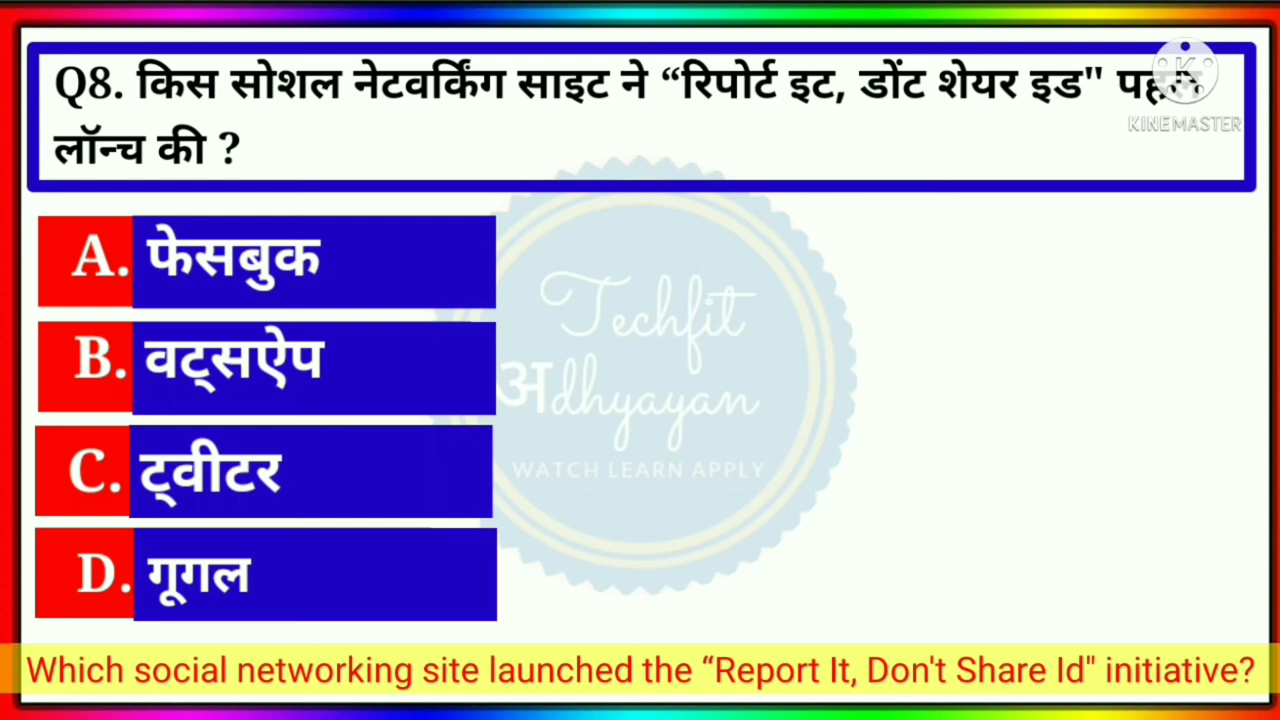 Q8. किस सोशल नेटवर्किंग साइट ने “रिपोर्ट इट, डोंट शेयर इड"
लॉन्च की ?
KINEMASTER
A. फेसबुक
B. वट्सऐप
C. ट्वीटर
D. गूगल
Techfit
अdhyayan
WATCH LEARN APPLY
Which social networking site launched the “Report It, Don't Share Id" initiative?